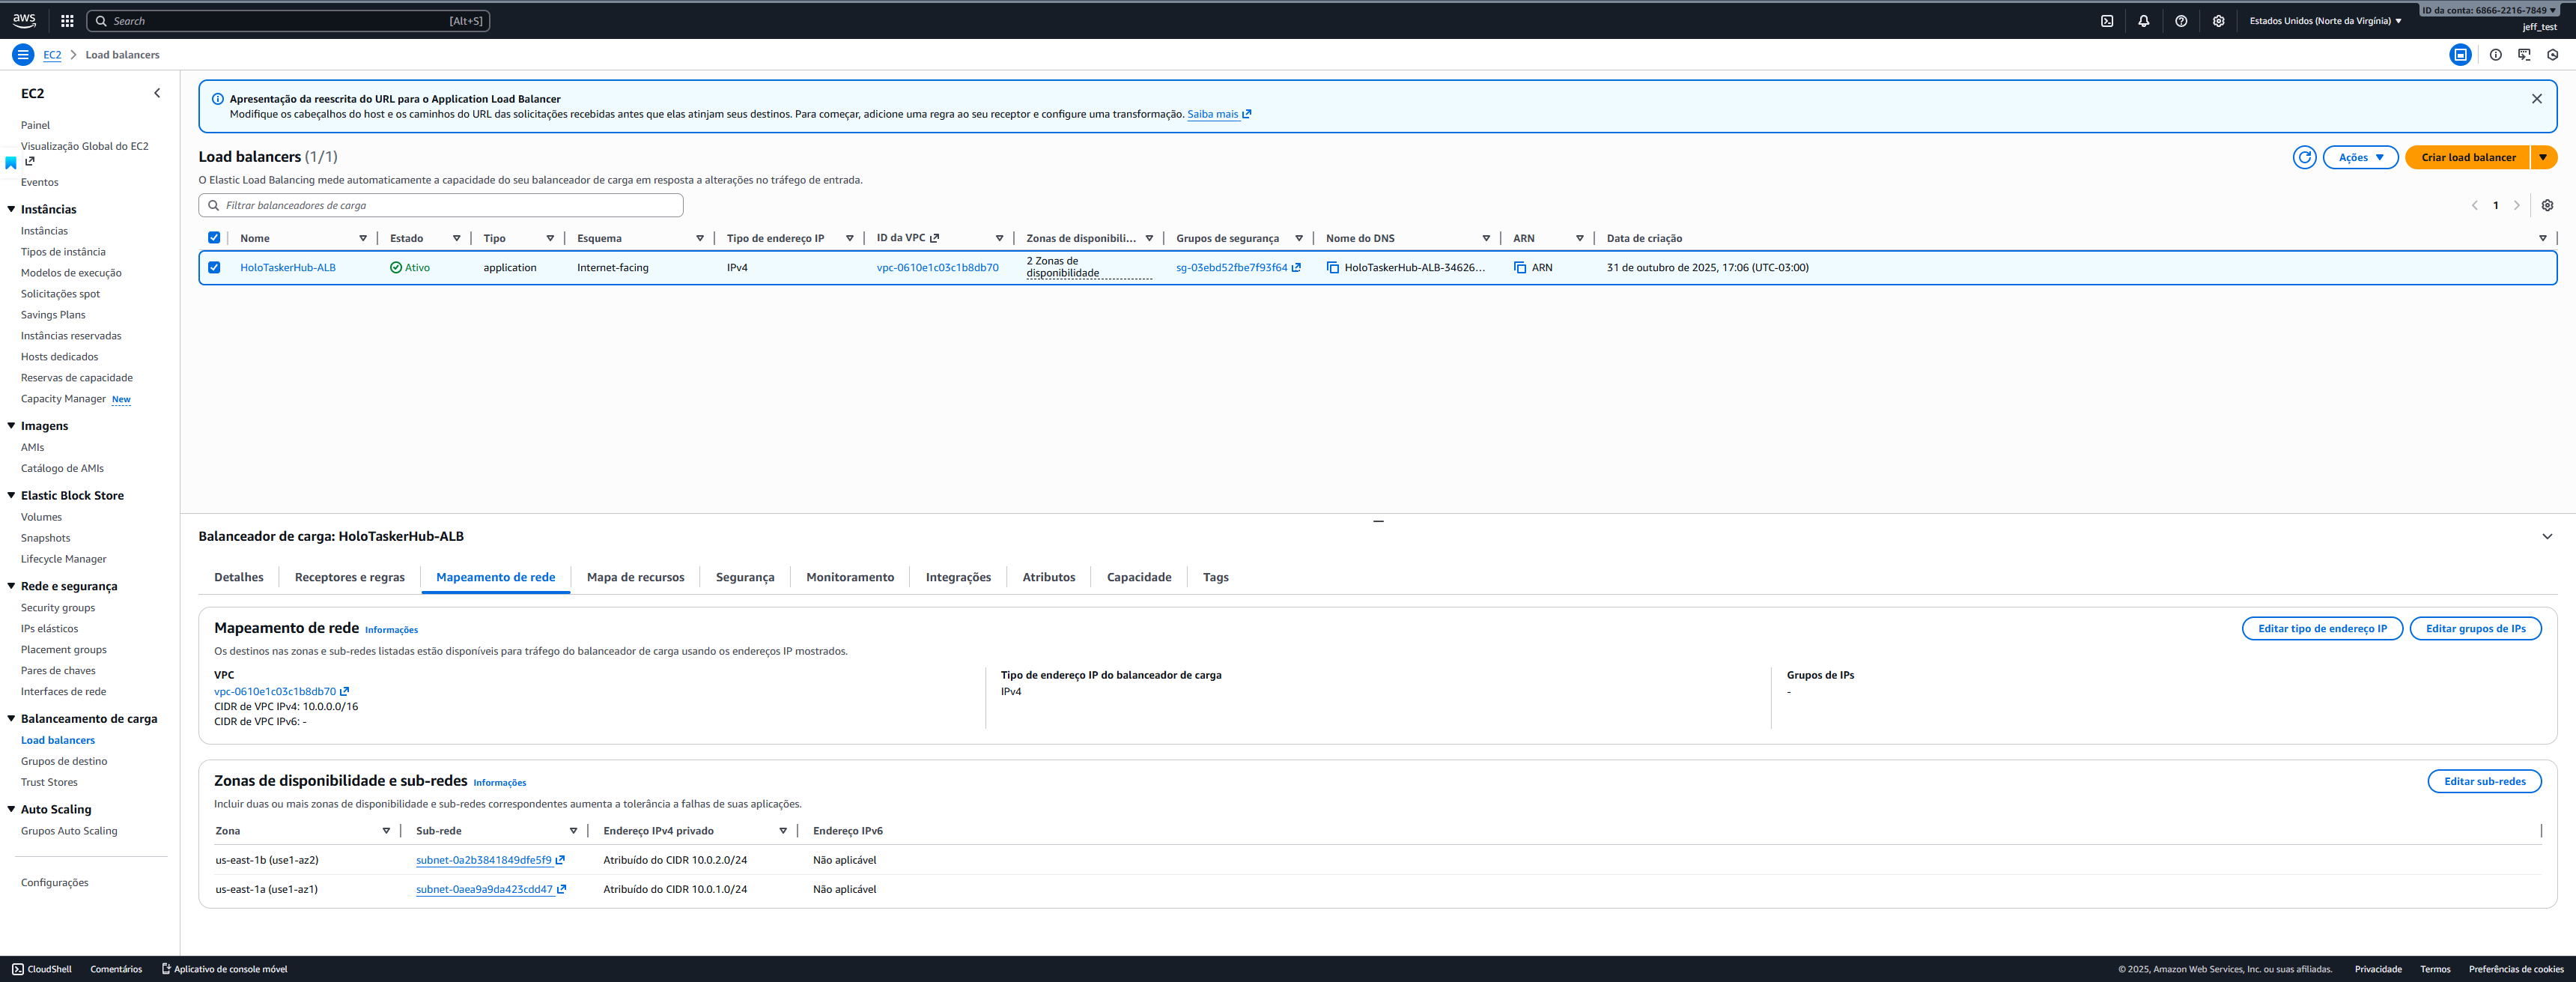 aws
Search [Alt+S]
Estados Unidos (Norte da Virgínia)
ID da conta: 6866-2216-7849
jeff_test
EC2
Load balancers
EC2
Painel
Visualização Global do EC2
Eventos
Instâncias
Instâncias
Tipos de instância
Modelos de execução
Solicitações spot
Savings Plans
Instâncias reservadas
Hosts dedicados
Reservas de capacidade
Capacity Manager New
Imagens
AMIs
Catálogo de AMIs
Elastic Block Store
Volumes
Snapshots
Lifecycle Manager
Rede e segurança
Security groups
IPs elásticos
Placement groups
Pares de chaves
Interfaces de rede
Balanceamento de carga
Load balancers
Grupos de destino
Trust Stores
Auto Scaling
Grupos Auto Scaling
Configurações
Apresentação da reescrita do URL para o Application Load Balancer
Modifique os cabeçalhos do host e os caminhos do URL das solicitações recebidas antes que elas atinjam seus destinos. Para começar, adicione uma regra ao seu receptor e configure uma transformação. Saiba mais
Load balancers (1/1)
Ações
Criar load balancer
O Elastic Load Balancing mede automaticamente a capacidade do seu balanceador de carga em resposta a alterações no tráfego de entrada.
Filtrar balanceadores de carga
1
Nome Estado Tipo Esquema Tipo de endereço IP ID da VPC Zonas de disponibili... Grupos de segurança Nome do DNS ARN Data de criação
HoloTaskerHub-ALB Ativo application Internet-facing IPv4 vpc-0610e1c03c1b8db70 2 Zonas de disponibilidade sg-03ebd52fbe7f93f64 HoloTaskerHub-ALB-34626... ARN 31 de outubro de 2025, 17:06 (UTC-03:00)
Balanceador de carga: HoloTaskerHub-ALB
Detalhes Receptores e regras Mapeamento de rede Mapa de recursos Segurança Monitoramento Integrações Atributos Capacidade Tags
Mapeamento de rede Informações
Editar tipo de endereço IP
Editar grupos de IPs
Os destinos nas zonas e sub-redes listadas estão disponíveis para tráfego do balanceador de carga usando os endereços IP mostrados.
VPC
vpc-0610e1c03c1b8db70
CIDR de VPC IPv4: 10.0.0.0/16
CIDR de VPC IPv6: -
Tipo de endereço IP do balanceador de carga
IPv4
Grupos de IPs
-
Zonas de disponibilidade e sub-redes Informações
Editar sub-redes
Incluir duas ou mais zonas de disponibilidade e sub-redes correspondentes aumenta a tolerância a falhas de suas aplicações.
Zona Sub-rede Endereço IPv4 privado Endereço IPv6
us-east-1b (use1-az2) subnet-0a2b3841849dfe5f9 Atribuído do CIDR 10.0.2.0/24 Não aplicável
us-east-1a (use1-az1) subnet-0aea9a9da423cdd47 Atribuído do CIDR 10.0.1.0/24 Não aplicável
CloudShell Comentários Aplicativo de console móvel
© 2025, Amazon Web Services, Inc. ou suas afiliadas. Privacidade Termos Preferências de cookies